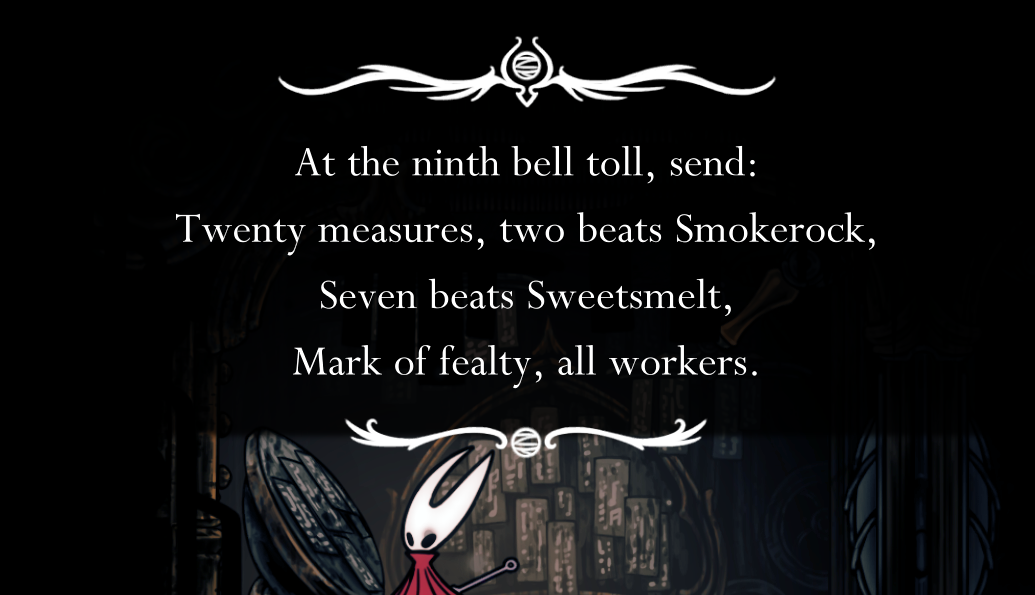 At the ninth bell toll, send:
Twenty measures, two beats Smokerock,
Seven beats Sweetsmelt,
Mark of fealty, all workers.